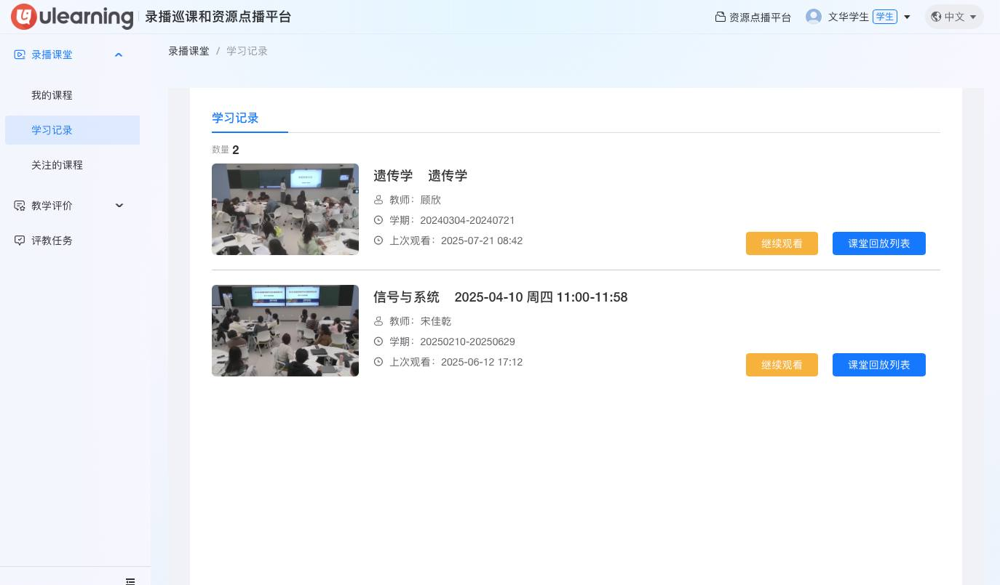 ulearning
录播巡课和资源点播平台
资源点播平台
文华学生
学生
中文
录播课堂
我的课程
学习记录
关注的课程
教学评价
评教任务
录播课堂 / 学习记录
学习记录
数量 2
遗传学 遗传学
教师：顾欣
学期：20240304-20240721
上次观看：2025-07-21 08:42
继续观看
课堂回放列表
信号与系统 2025-04-10 周四 11:00-11:58
教师：宋佳乾
学期：20250210-20250629
上次观看：2025-06-12 17:12
继续观看
课堂回放列表